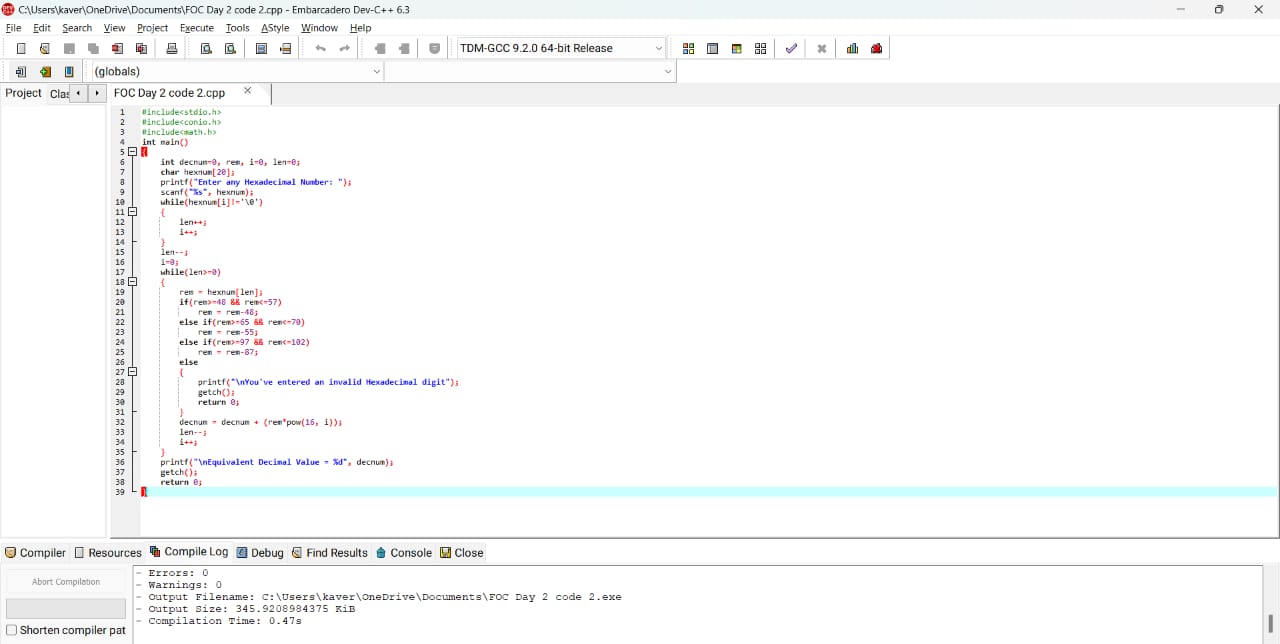 C:\Users\kaver\OneDrive\Documents\FOC Day 2 code 2.cpp - Embarcadero Dev-C++ 6.3
File Edit Search View Project Execute Tools AStyle Window Help
TDM-GCC 9.2.0 64-bit Release
(globals)
Project Clas FOC Day 2 code 2.cpp
1 #include<stdio.h>
2 #include<conio.h>
3 #include<math.h>
4 int main()
5 {
6 int decnum=0, rem, i=0, len=0;
7 char hexnum[20];
8 printf("Enter any Hexadecimal Number: ");
9 scanf("%s", hexnum);
10 while(hexnum[i]!='\0')
11 {
12 len++;
13 i++;
14 }
15 len--;
16 i=0;
17 while(len>=0)
18 {
19 rem = hexnum[len];
20 if(rem>=48 && rem<=57)
21 rem = rem-48;
22 else if(rem>=65 && rem<=70)
23 rem = rem-55;
24 else if(rem>=97 && rem<=102)
25 rem = rem-87;
26 else
27 {
28 printf("\nYou've entered an invalid Hexadecimal digit");
29 getch();
30 return 0;
31 }
32 decnum = decnum + (rem*pow(16, i));
33 len--;
34 i++;
35 }
36 printf("\nEquivalent Decimal Value = %d", decnum);
37 getch();
38 return 0;
39 }
Compiler Resources Compile Log Debug Find Results Console Close
Abort Compilation
Shorten compiler pat
- Errors: 0
- Warnings: 0
- Output Filename: C:\Users\kaver\OneDrive\Documents\FOC Day 2 code 2.exe
- Output Size: 345.9208984375 KiB
- Compilation Time: 0.47s